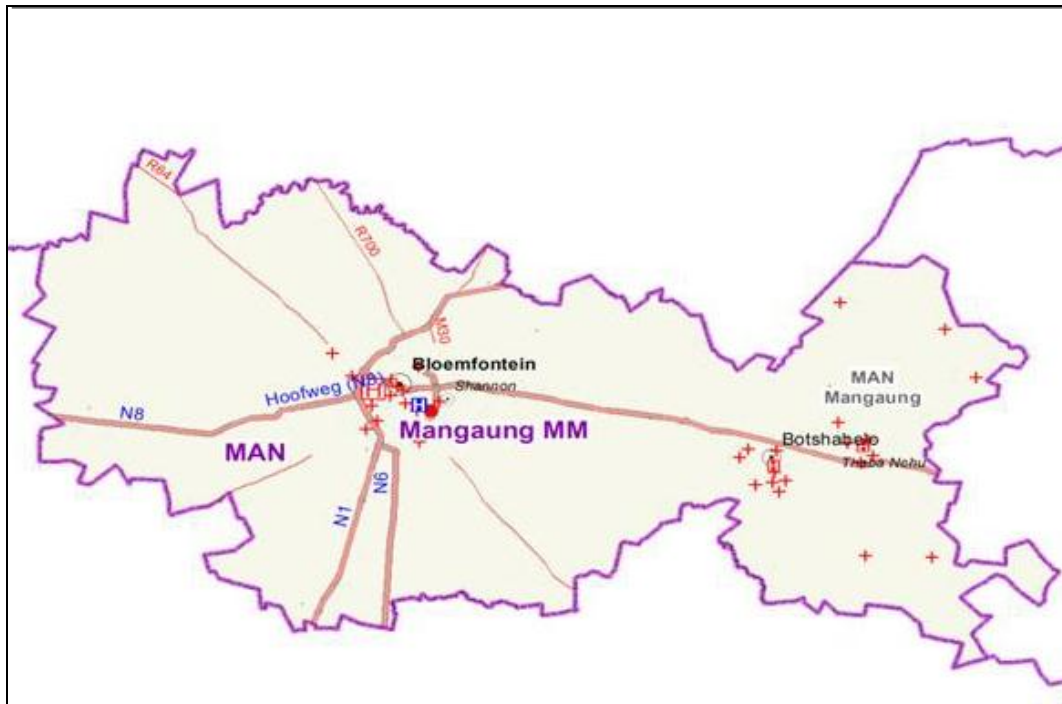 R64
R700
M30
Bloemfontein
Shannon
Hoofweg (N8)
H
H
N8
MAN
Mangaung MM
N6
N1
MAN
Mangaung
Botshabelo
Thaba Nchu